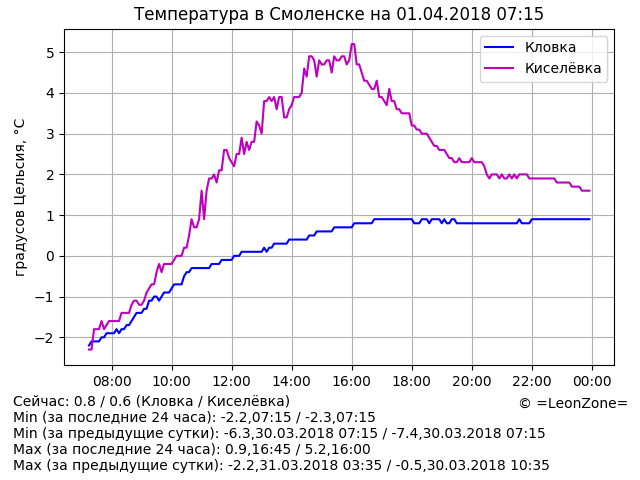 Температура в Смоленске на 01.04.2018 07:15
Кловка
Киселёвка
градусов Цельсия, °C
5
4
3
2
1
0
−1
−2
08:00 10:00 12:00 14:00 16:00 18:00 20:00 22:00 00:00
Сейчас: 0.8 / 0.6 (Кловка / Киселёвка)
© =LeonZone=
Min (за последние 24 часа): -2.2,07:15 / -2.3,07:15
Min (за предыдущие сутки): -6.3,30.03.2018 07:15 / -7.4,30.03.2018 07:15
Max (за последние 24 часа): 0.9,16:45 / 5.2,16:00
Max (за предыдущие сутки): -2.2,31.03.2018 03:35 / -0.5,30.03.2018 10:35